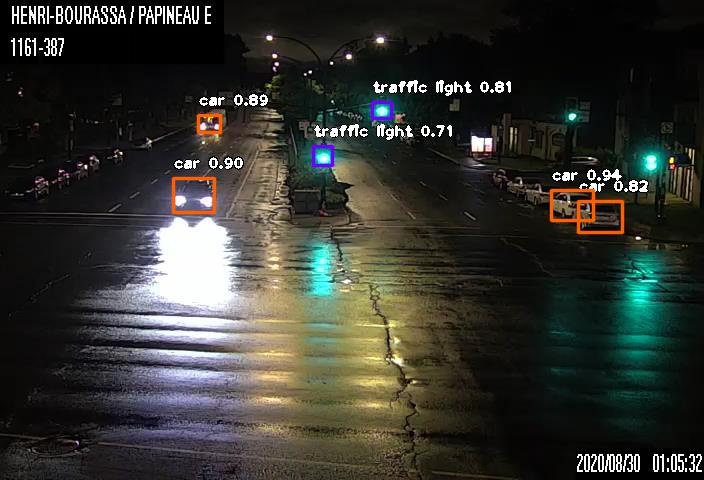 HENRI-BOURASSA / PAPINEAU E
1161-387
traffic light 0.81
car 0.89
traffic light 0.71
car 0.90
car 0.94
car 0.82
2020/08/30 01:05:32